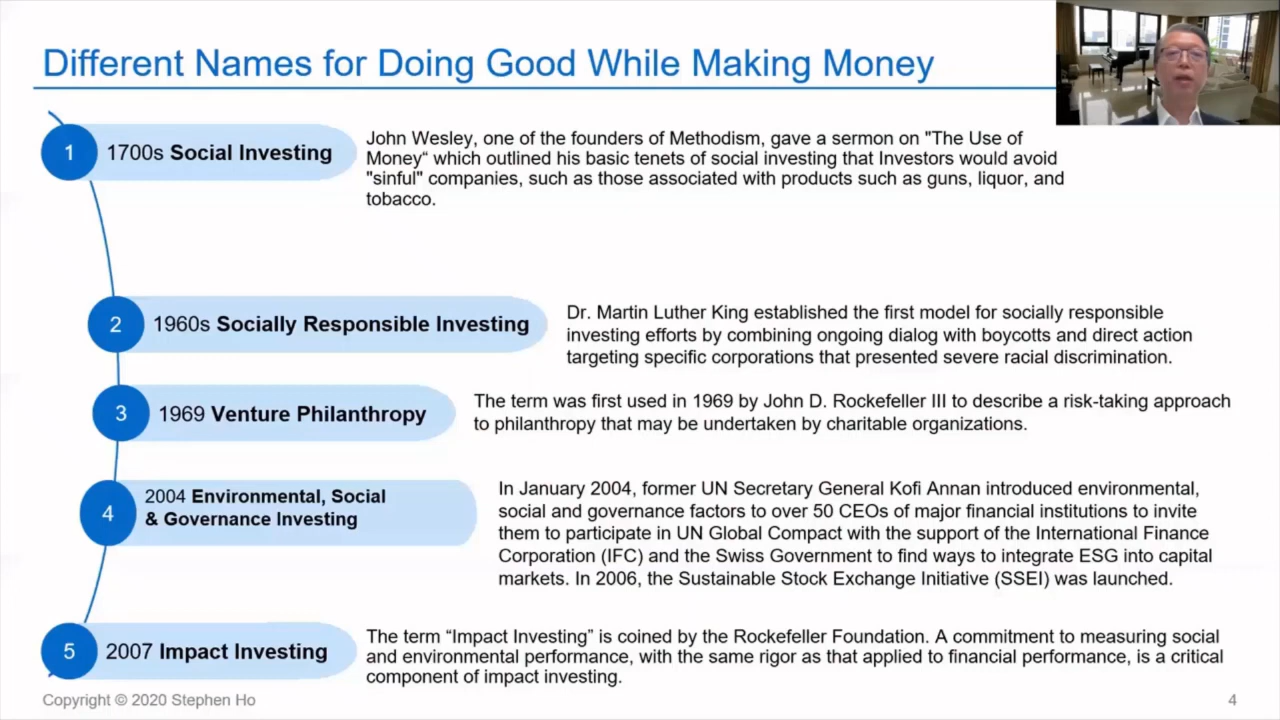 Different Names for Doing Good While Making Money
1
1700s Social Investing
John Wesley, one of the founders of Methodism, gave a sermon on "The Use of
Money“ which outlined his basic tenets of social investing that Investors would avoid
"sinful" companies, such as those associated with products such as guns, liquor, and
tobacco.
2
1960s Socially Responsible Investing
Dr. Martin Luther King established the first model for socially responsible
investing efforts by combining ongoing dialog with boycotts and direct action
targeting specific corporations that presented severe racial discrimination.
3
1969 Venture Philanthropy
The term was first used in 1969 by John D. Rockefeller III to describe a risk-taking approach
to philanthropy that may be undertaken by charitable organizations.
4
2004 Environmental, Social
& Governance Investing
In January 2004, former UN Secretary General Kofi Annan introduced environmental,
social and governance factors to over 50 CEOs of major financial institutions to invite
them to participate in UN Global Compact with the support of the International Finance
Corporation (IFC) and the Swiss Government to find ways to integrate ESG into capital
markets. In 2006, the Sustainable Stock Exchange Initiative (SSEI) was launched.
5
2007 Impact Investing
The term “Impact Investing” is coined by the Rockefeller Foundation. A commitment to measuring social
and environmental performance, with the same rigor as that applied to financial performance, is a critical
component of impact investing.
Copyright © 2020 Stephen Ho
4